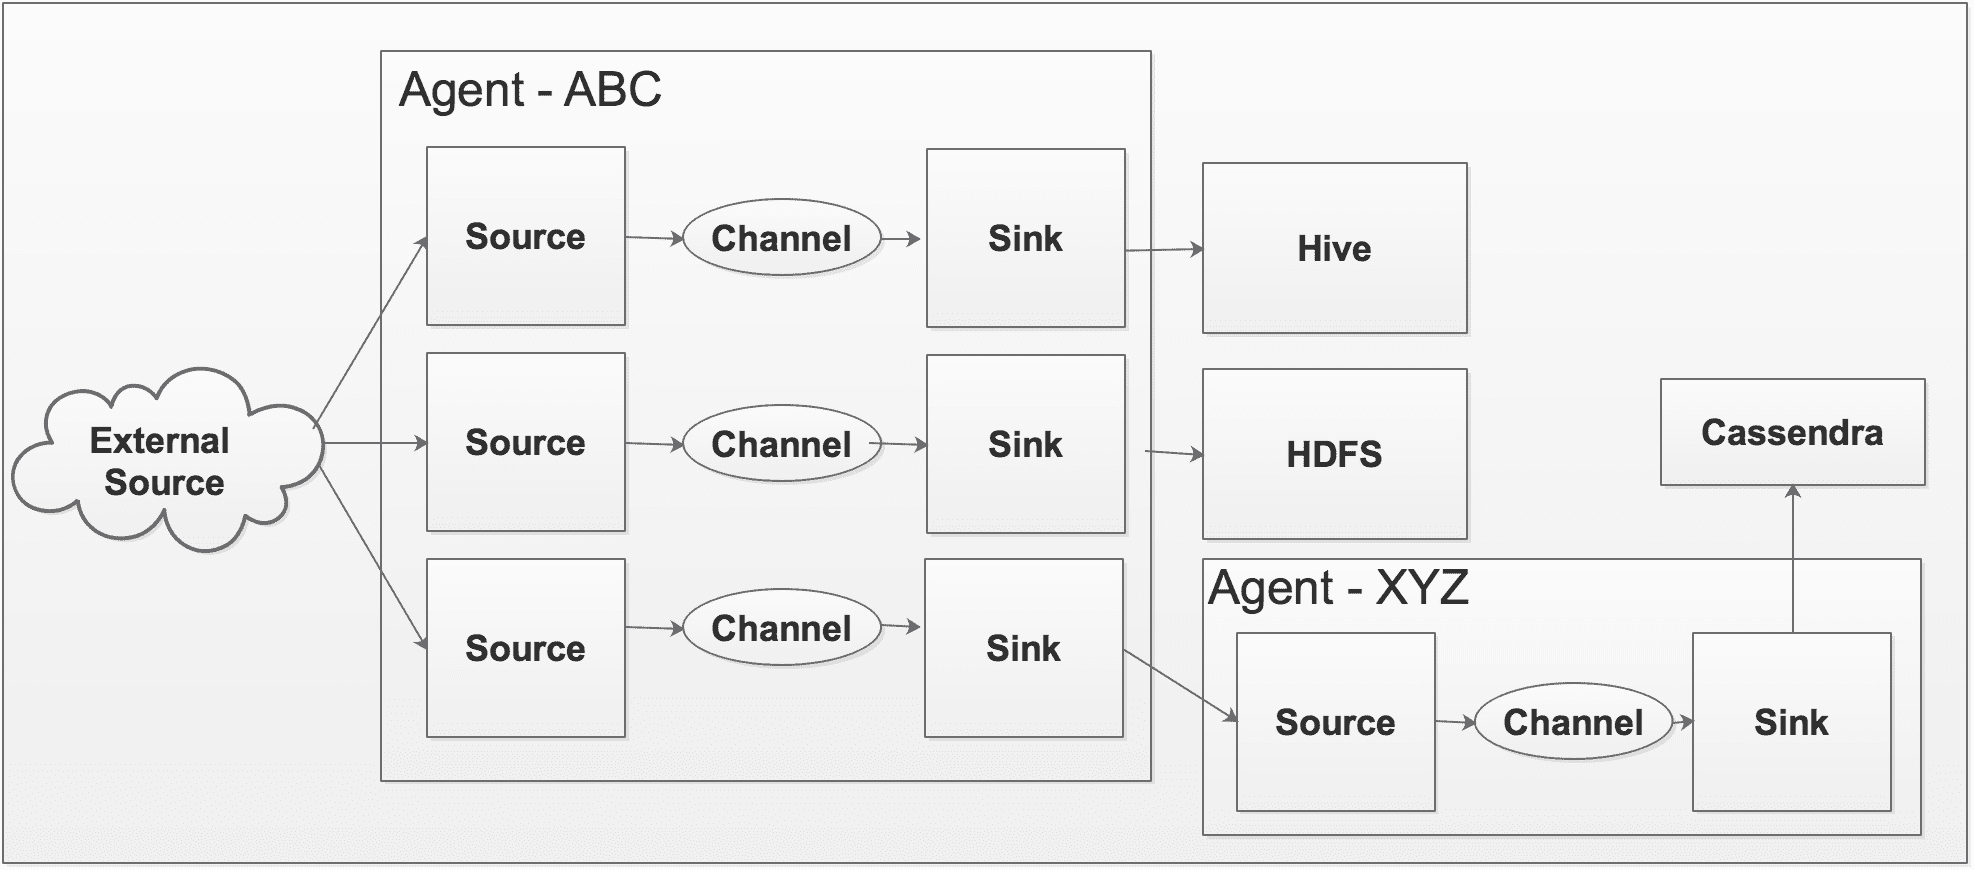 Agent - ABC
Source
Channel
Sink
Hive
External
Source
Source
Channel
Sink
HDFS
Cassendra
Source
Channel
Sink
Agent - XYZ
Source
Channel
Sink